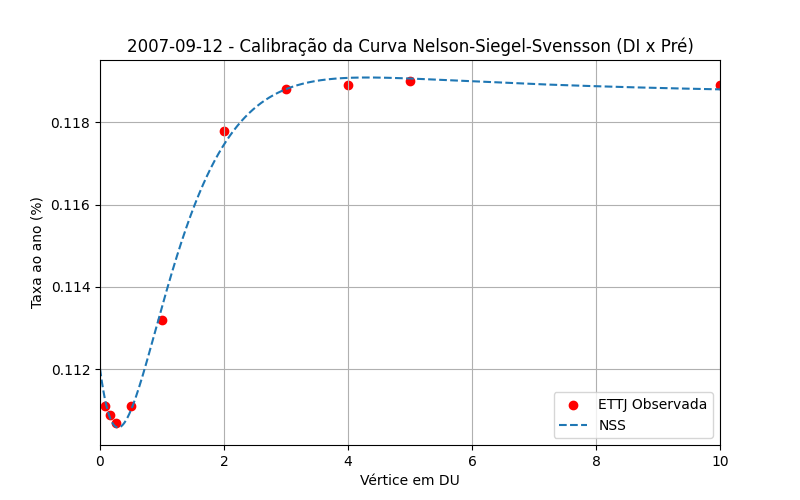 2007-09-12 - Calibração da Curva Nelson-Siegel-Svensson (DI x Pré)
Taxa ao ano (%)
0.118
0.116
0.114
0.112
0 2 4 6 8 10
Vértice em DU
ETTJ Observada
NSS